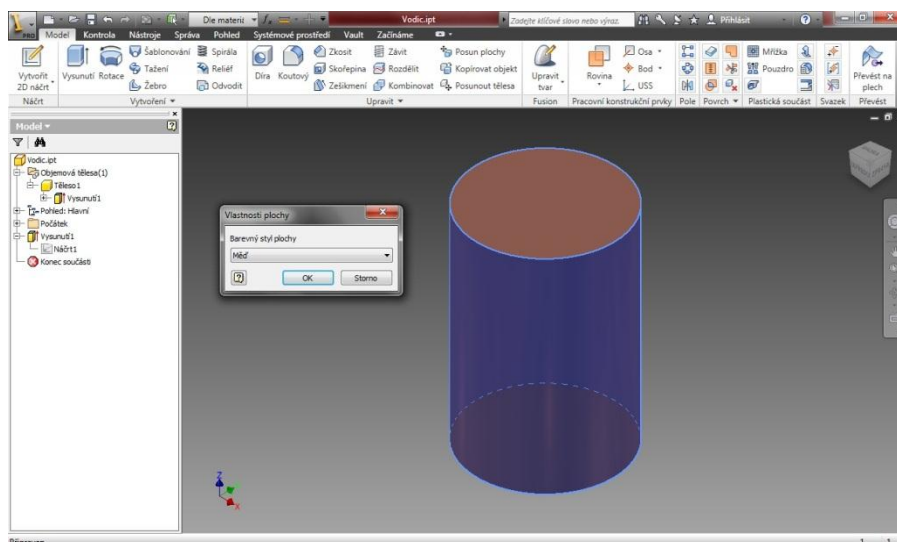 PRO
Dle materiá
Vodic.ipt
Zadejte klíčové slovo nebo výraz.
Přihlásit
Model Kontrola Nástroje Správa Pohled Systémové prostředí Vault Začínáme
Vytvořit 2D náčrt
Vysunutí
Rotace
Šablonování
Tažení
Žebro
Spirála
Reliéf
Odvodit
Díra
Koutový
Zkosit
Skořepina
Zešikmení
Závit
Rozdělit
Kombinovat
Posun plochy
Kopírovat objekt
Posunout tělesa
Upravit tvar
Rovina
Osa
Bod
USS
Mřížka
Pouzdro
Převést na plech
Náčrt
Vytvoření
Upravit
Fusion
Pracovní konstrukční prvky
Pole
Povrch
Plastická součást
Svazek
Převést
Model
Vodic.ipt
Objemová tělesa(1)
Těleso1
Vysunutí1
Pohled: Hlavní
Počátek
Vysunutí1
Náčrt1
Konec součásti
Vlastnosti plochy
Barevný styl plochy
Měď
OK
Storno
Z
X
Připraven
1 1